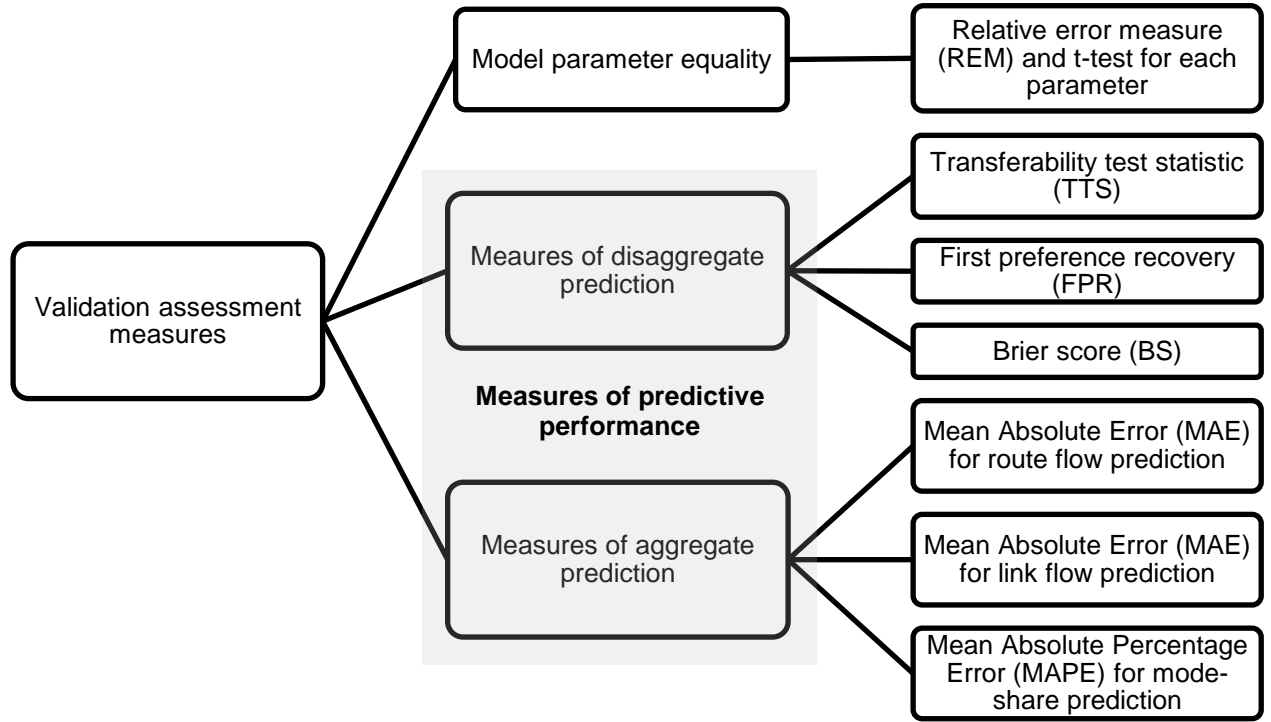 Validation assessment
measures
Model parameter equality
Relative error measure
(REM) and t-test for each
parameter
Meaures of disaggregate
prediction
Transferability test statistic
(TTS)
First preference recovery
(FPR)
Brier score (BS)
Measures of predictive
performance
Measures of aggregate
prediction
Mean Absolute Error (MAE)
for route flow prediction
Mean Absolute Error (MAE)
for link flow prediction
Mean Absolute Percentage
Error (MAPE) for mode-
share prediction